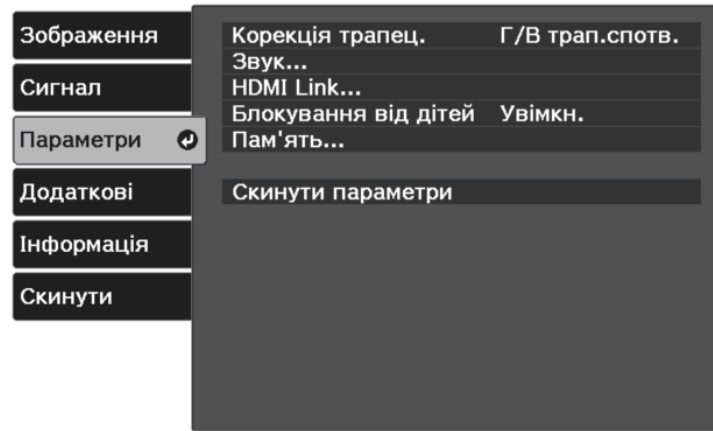 Зображення
Сигнал
Параметри
Додаткові
Інформація
Скинути
Корекція трапец. Г/В трап.спотв.
Звук...
HDMI Link...
Блокування від дітей Увімкн.
Пам'ять...
Скинути параметри